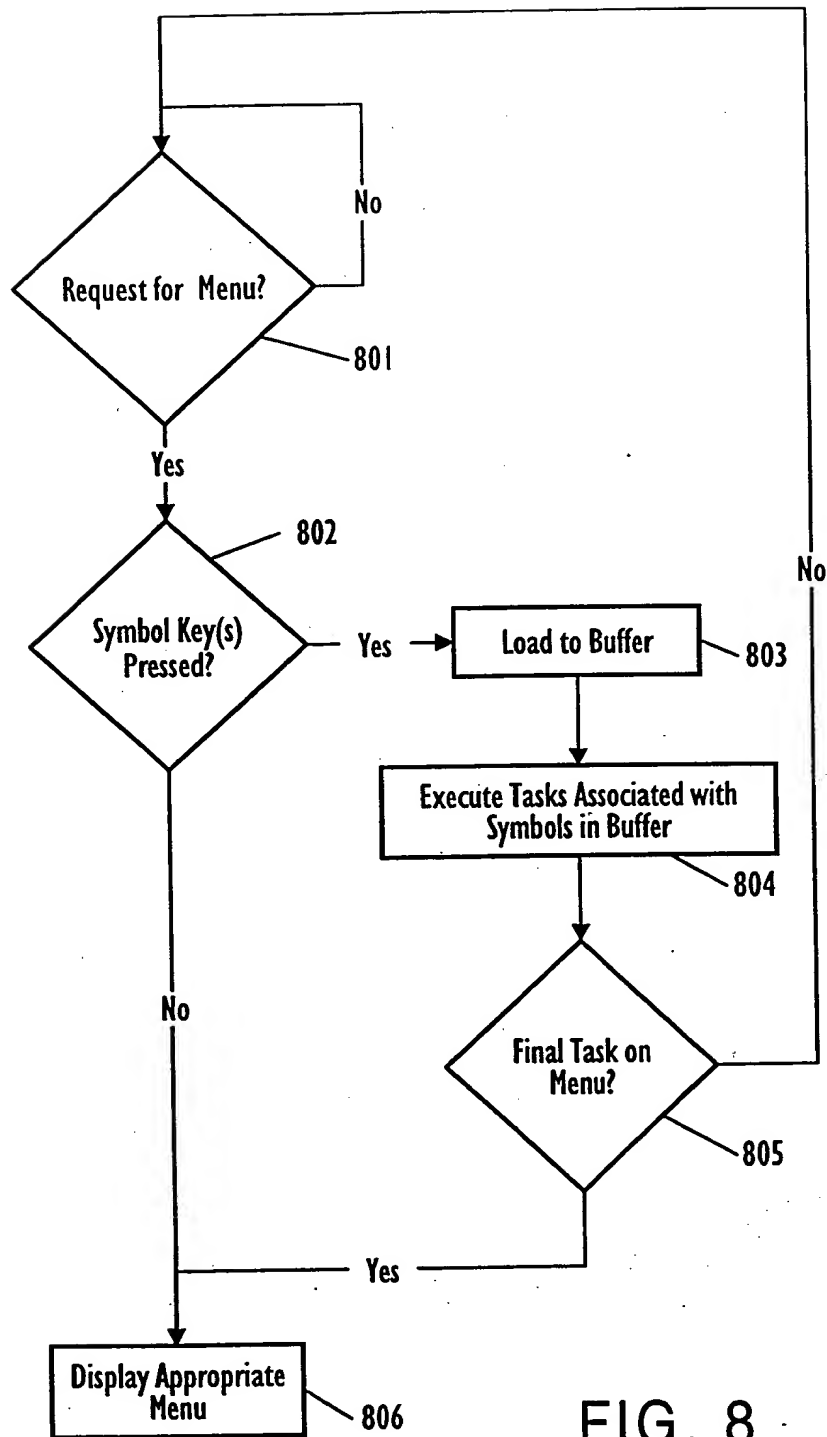 No
Request for Menu?
801
Yes
802
No
Symbol Key(s)
Pressed?
Yes
Load to Buffer
803
Execute Tasks Associated with
Symbols in Buffer
804
No
Final Task on
Menu?
805
Yes
Display Appropriate
Menu
806
FIG. 8